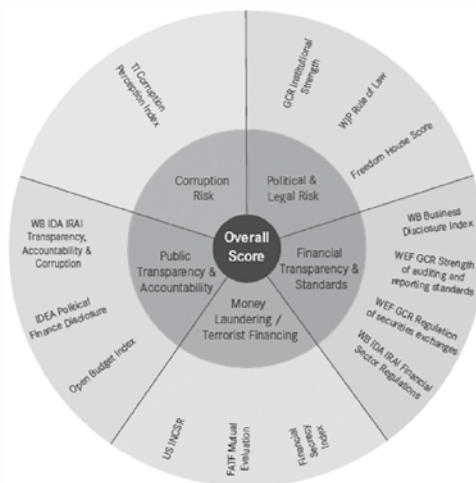 TI Corruption
Perception Index
GCR Institutional
Strength
WJP Rule of Law
Freedom House Score
Corruption
Risk
Political &
Legal Risk
WB IDA IRAI
Transparency,
Accountability &
Corruption
IDEA Political
Finance Disclosure
Open Budget Index
Public
Transparency &
Accountability
Overall
Score
Financial
Transparency &
Standards
WB Business
Disclosure Index
WEF GCR Strength
of auditing and
reporting standards
WEF GCR Regulation
of securities exchanges
WB IDA IRAI Financial
Sector Regulations
Money
Laundering /
Terrorist Financing
US INCSR
FATF Mutual
Evaluation
Financial
Secrecy
Index